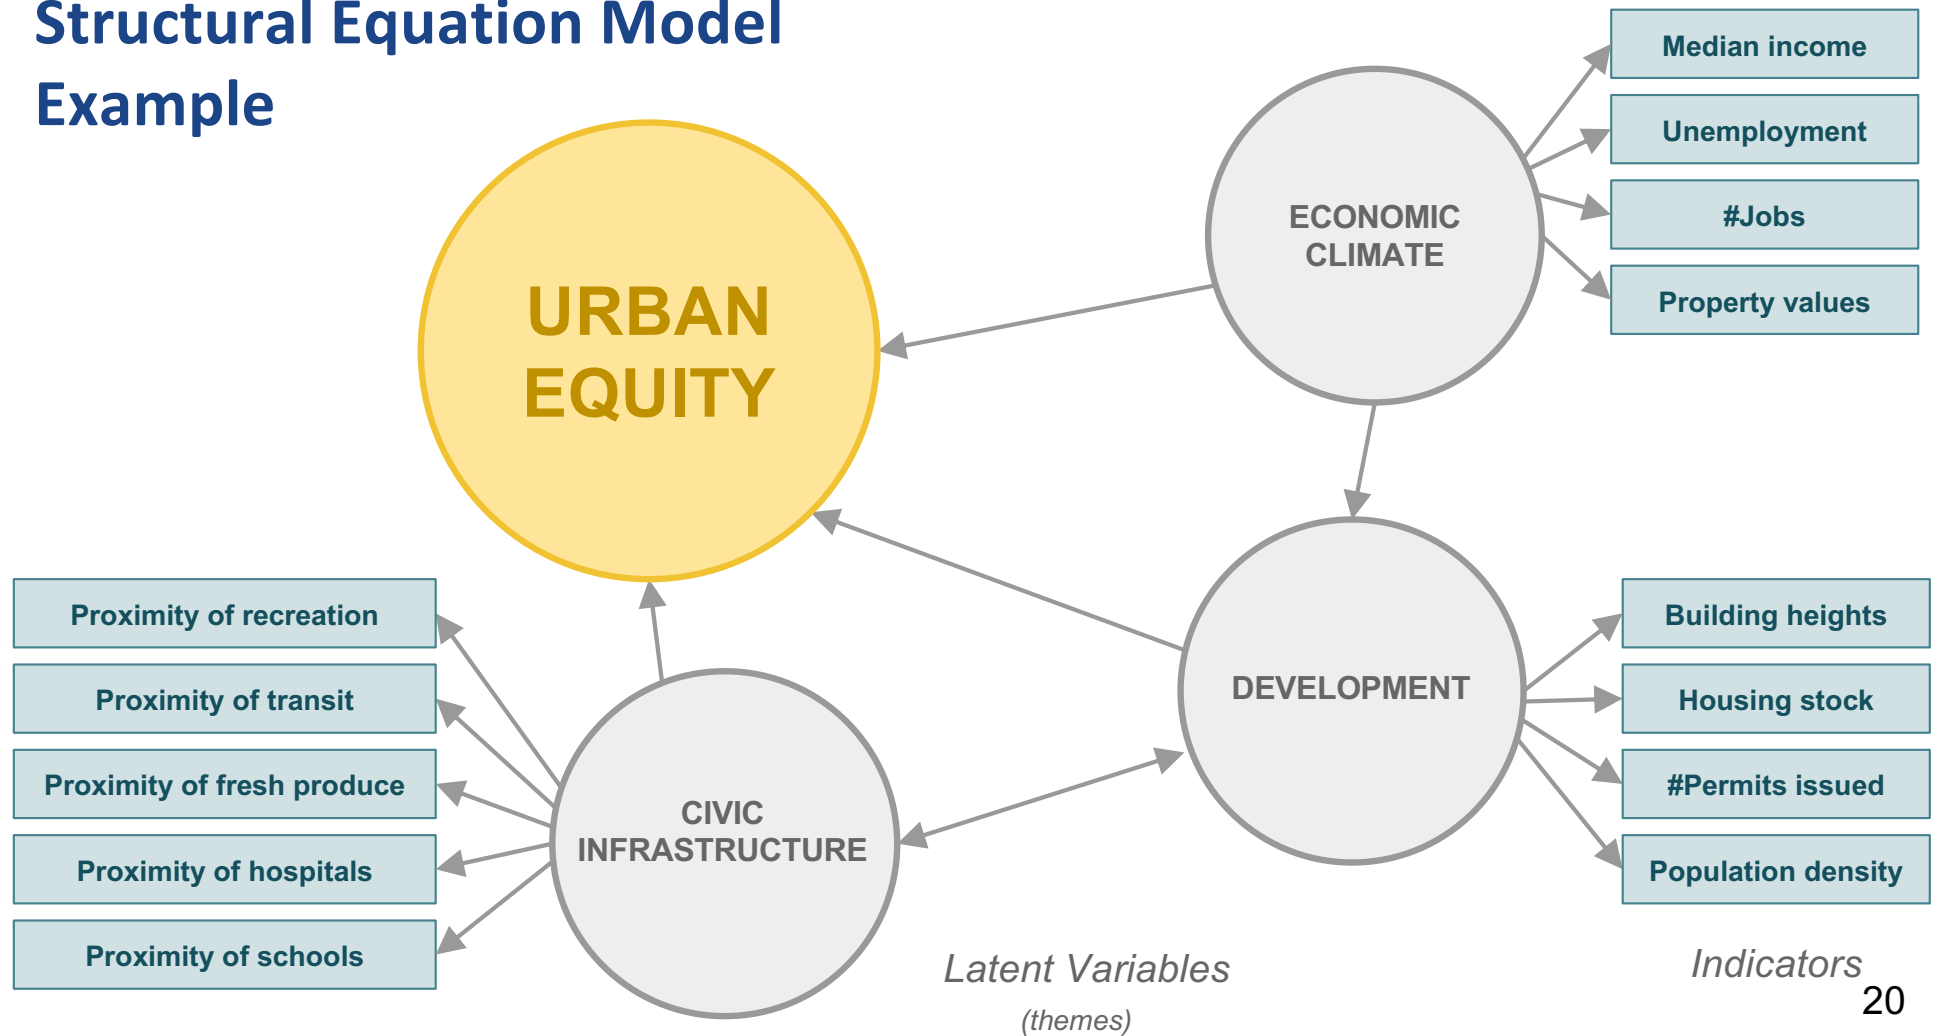 Structural Equation Model
Example
URBAN
EQUITY
ECONOMIC
CLIMATE
Median income
Unemployment
#Jobs
Property values
Proximity of recreation
Proximity of transit
Proximity of fresh produce
Proximity of hospitals
Proximity of schools
CIVIC
INFRASTRUCTURE
DEVELOPMENT
Building heights
Housing stock
#Permits issued
Population density
Latent Variables
(themes)
Indicators
20